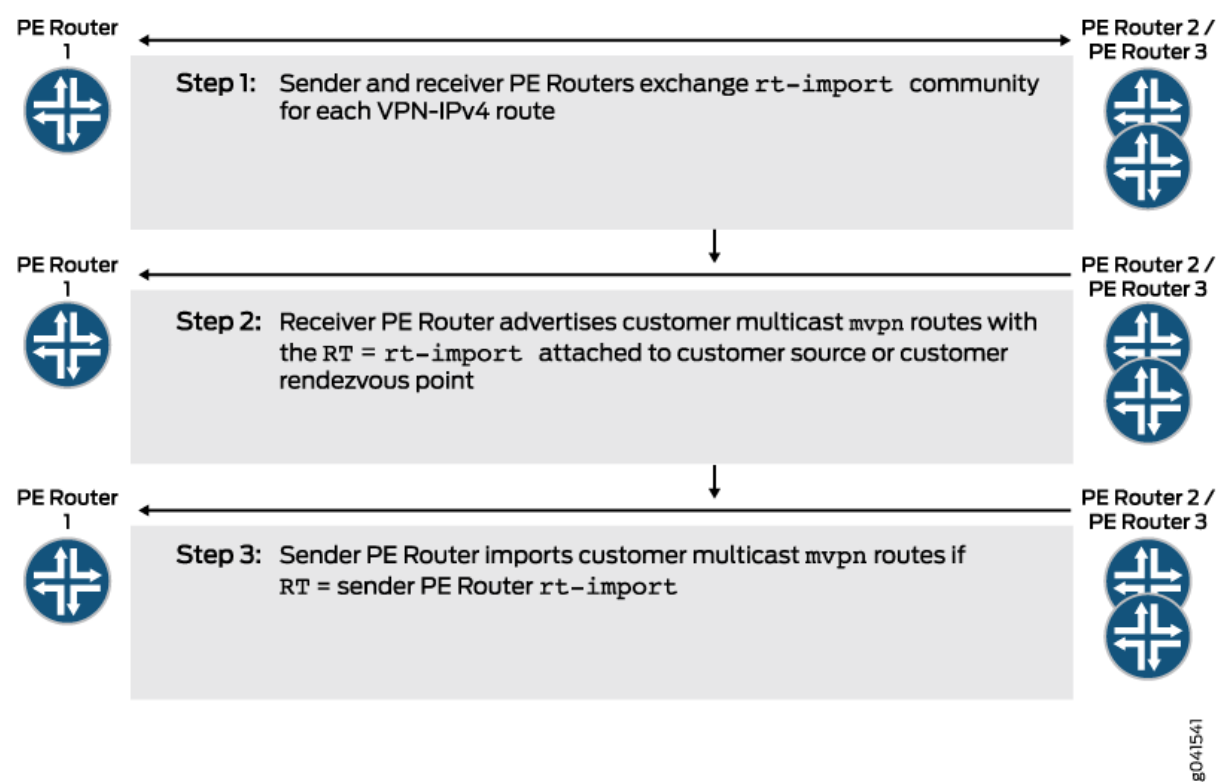 PE Router
1
PE Router 2 /
PE Router 3
Step 1: Sender and receiver PE Routers exchange rt-import community
for each VPN-IPv4 route
PE Router
1
PE Router 2 /
PE Router 3
Step 2: Receiver PE Router advertises customer multicast mvpn routes with
the RT = rt-import attached to customer source or customer
rendezvous point
PE Router
1
PE Router 2 /
PE Router 3
Step 3: Sender PE Router imports customer multicast mvpn routes if
RT = sender PE Router rt-import
g041541